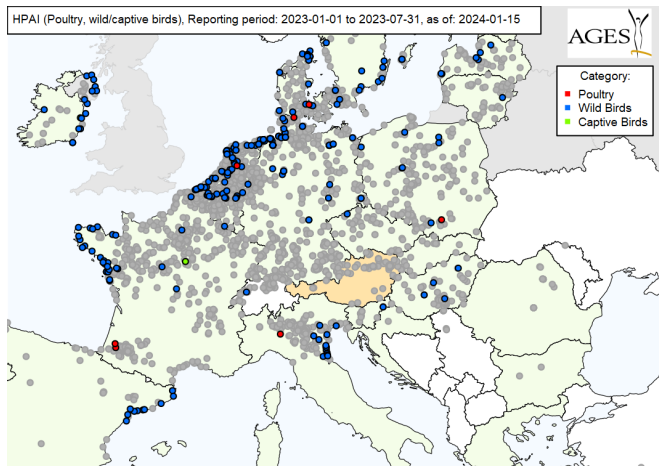 HPAI (Poultry, wild/captive birds), Reporting period: 2023-01-01 to 2023-07-31, as of: 2024-01-15
AGES
Category:
Poultry
Wild Birds
Captive Birds